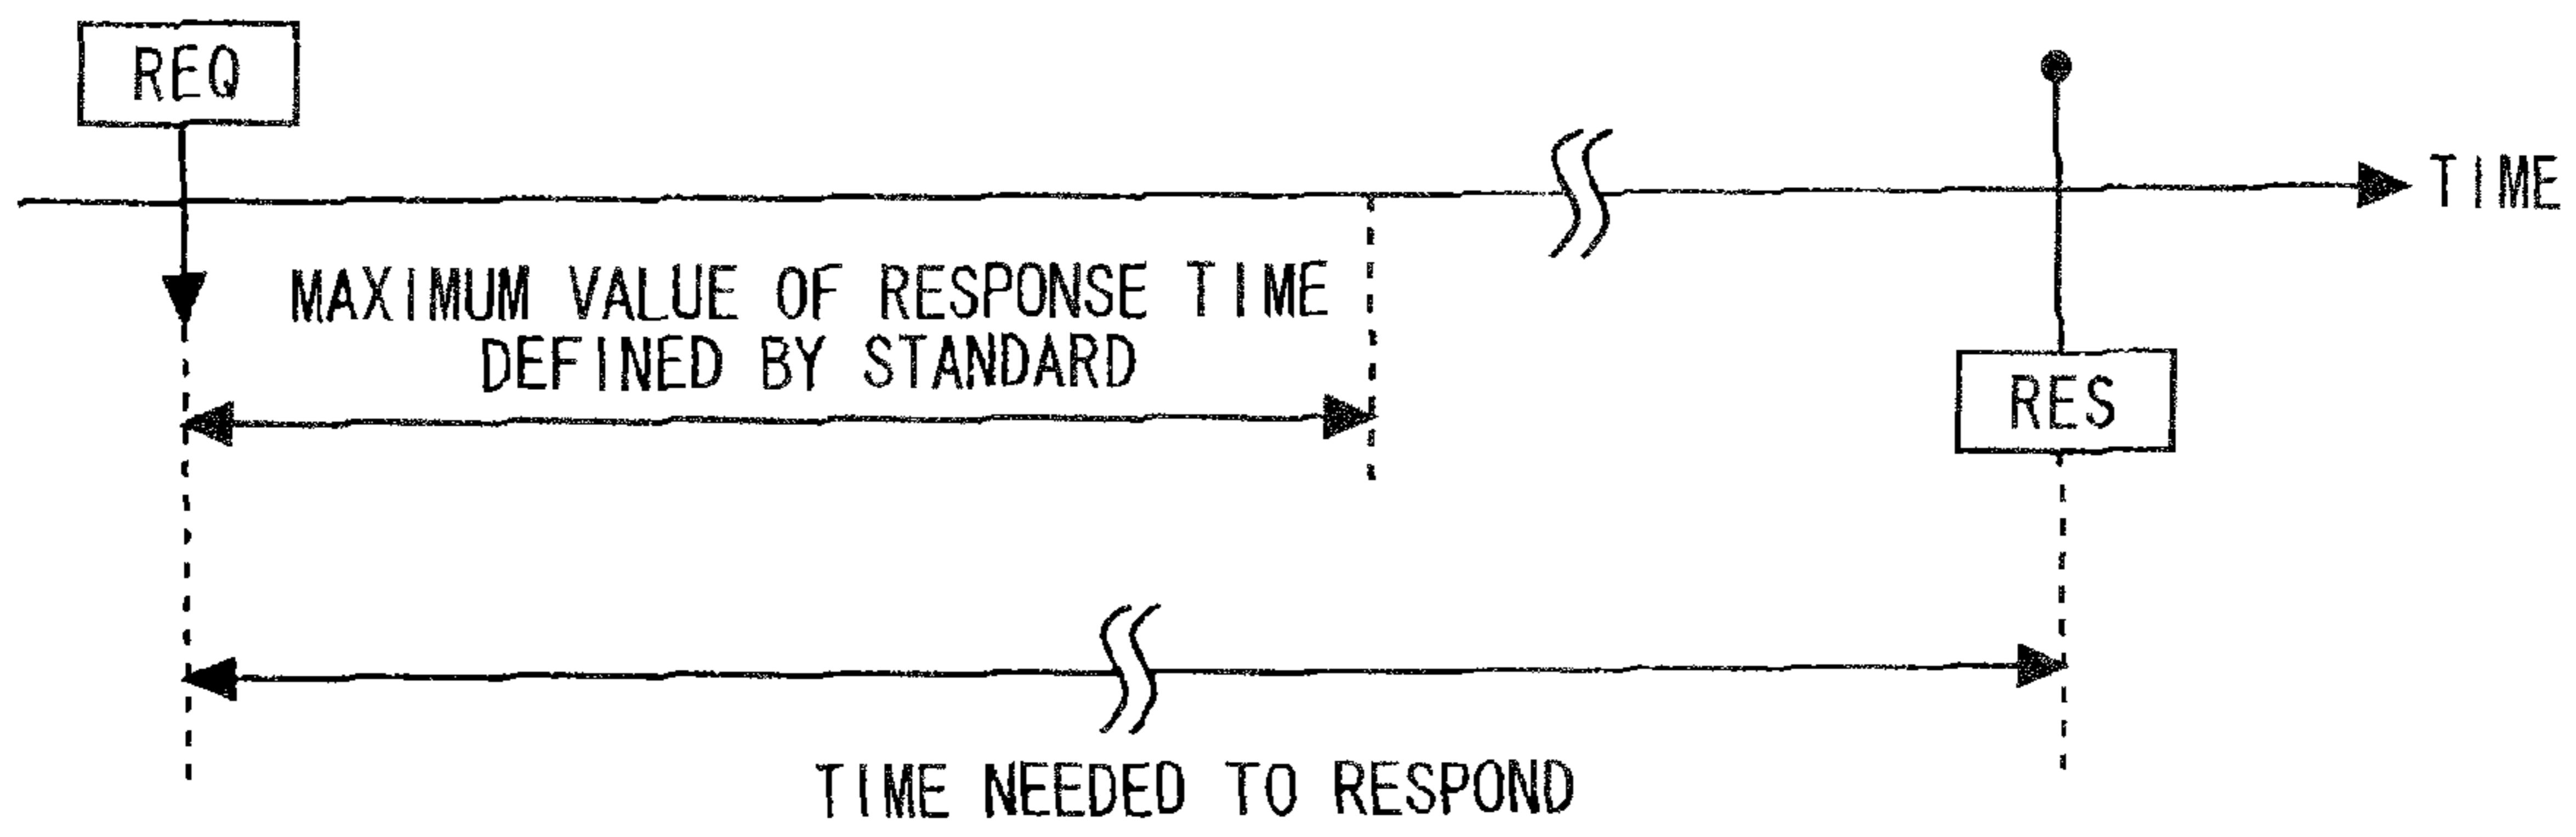 REQ
TIME
MAXIMUM VALUE OF RESPONSE TIME
DEFINED BY STANDARD
RES
TIME NEEDED TO RESPOND